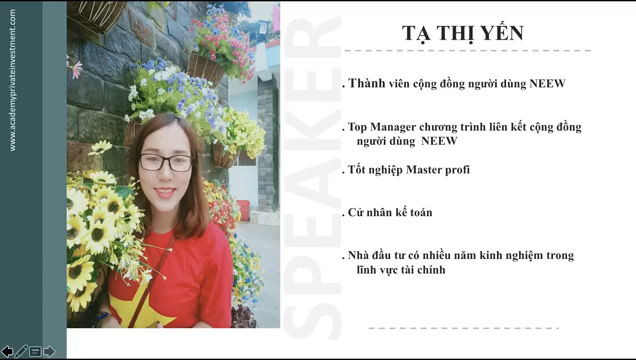 www.academyprivateinvestment.com
SPEAKER
TẠ THỊ YẾN
. Thành viên cộng đồng người dùng NEEW
. Top Manager chương trình liên kết cộng đồng
người dùng NEEW
. Tốt nghiệp Master profi
. Cử nhân kế toán
. Nhà đầu tư có nhiều năm kinh nghiệm trong
lĩnh vực tài chính